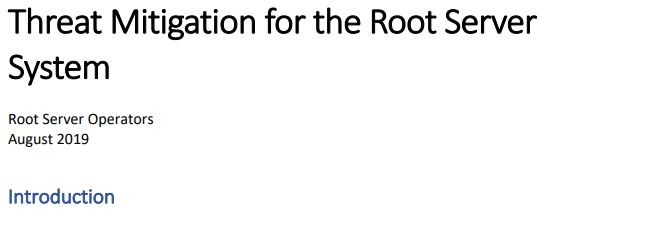 Threat Mitigation for the Root Server
System
Root Server Operators
August 2019
Introduction